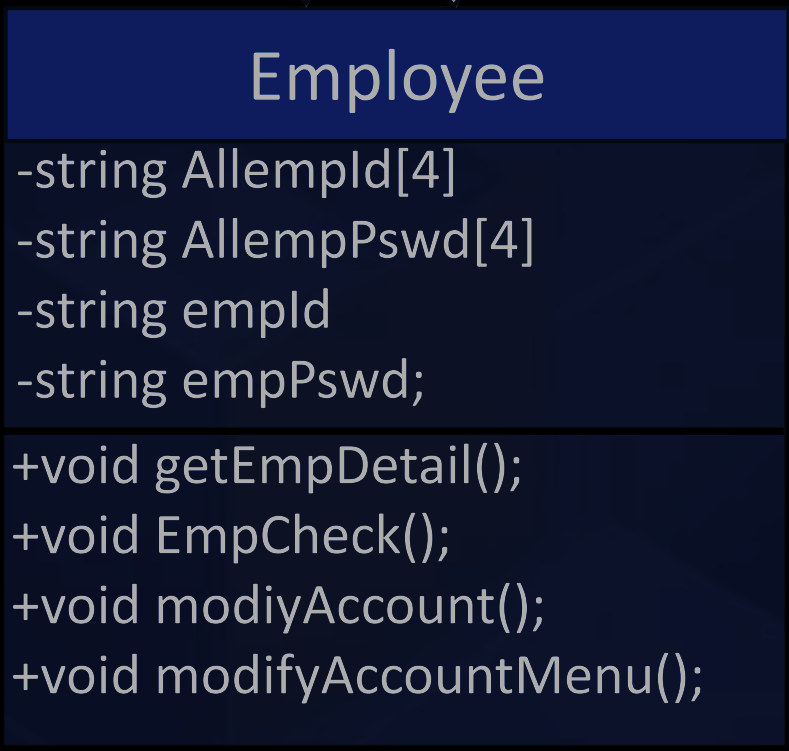 Employee
-string AllempId[4]
-string AllempPswd[4]
-string empId
-string empPswd;
+void getEmpDetail();
+void EmpCheck();
+void modiyAccount();
+void modifyAccountMenu();